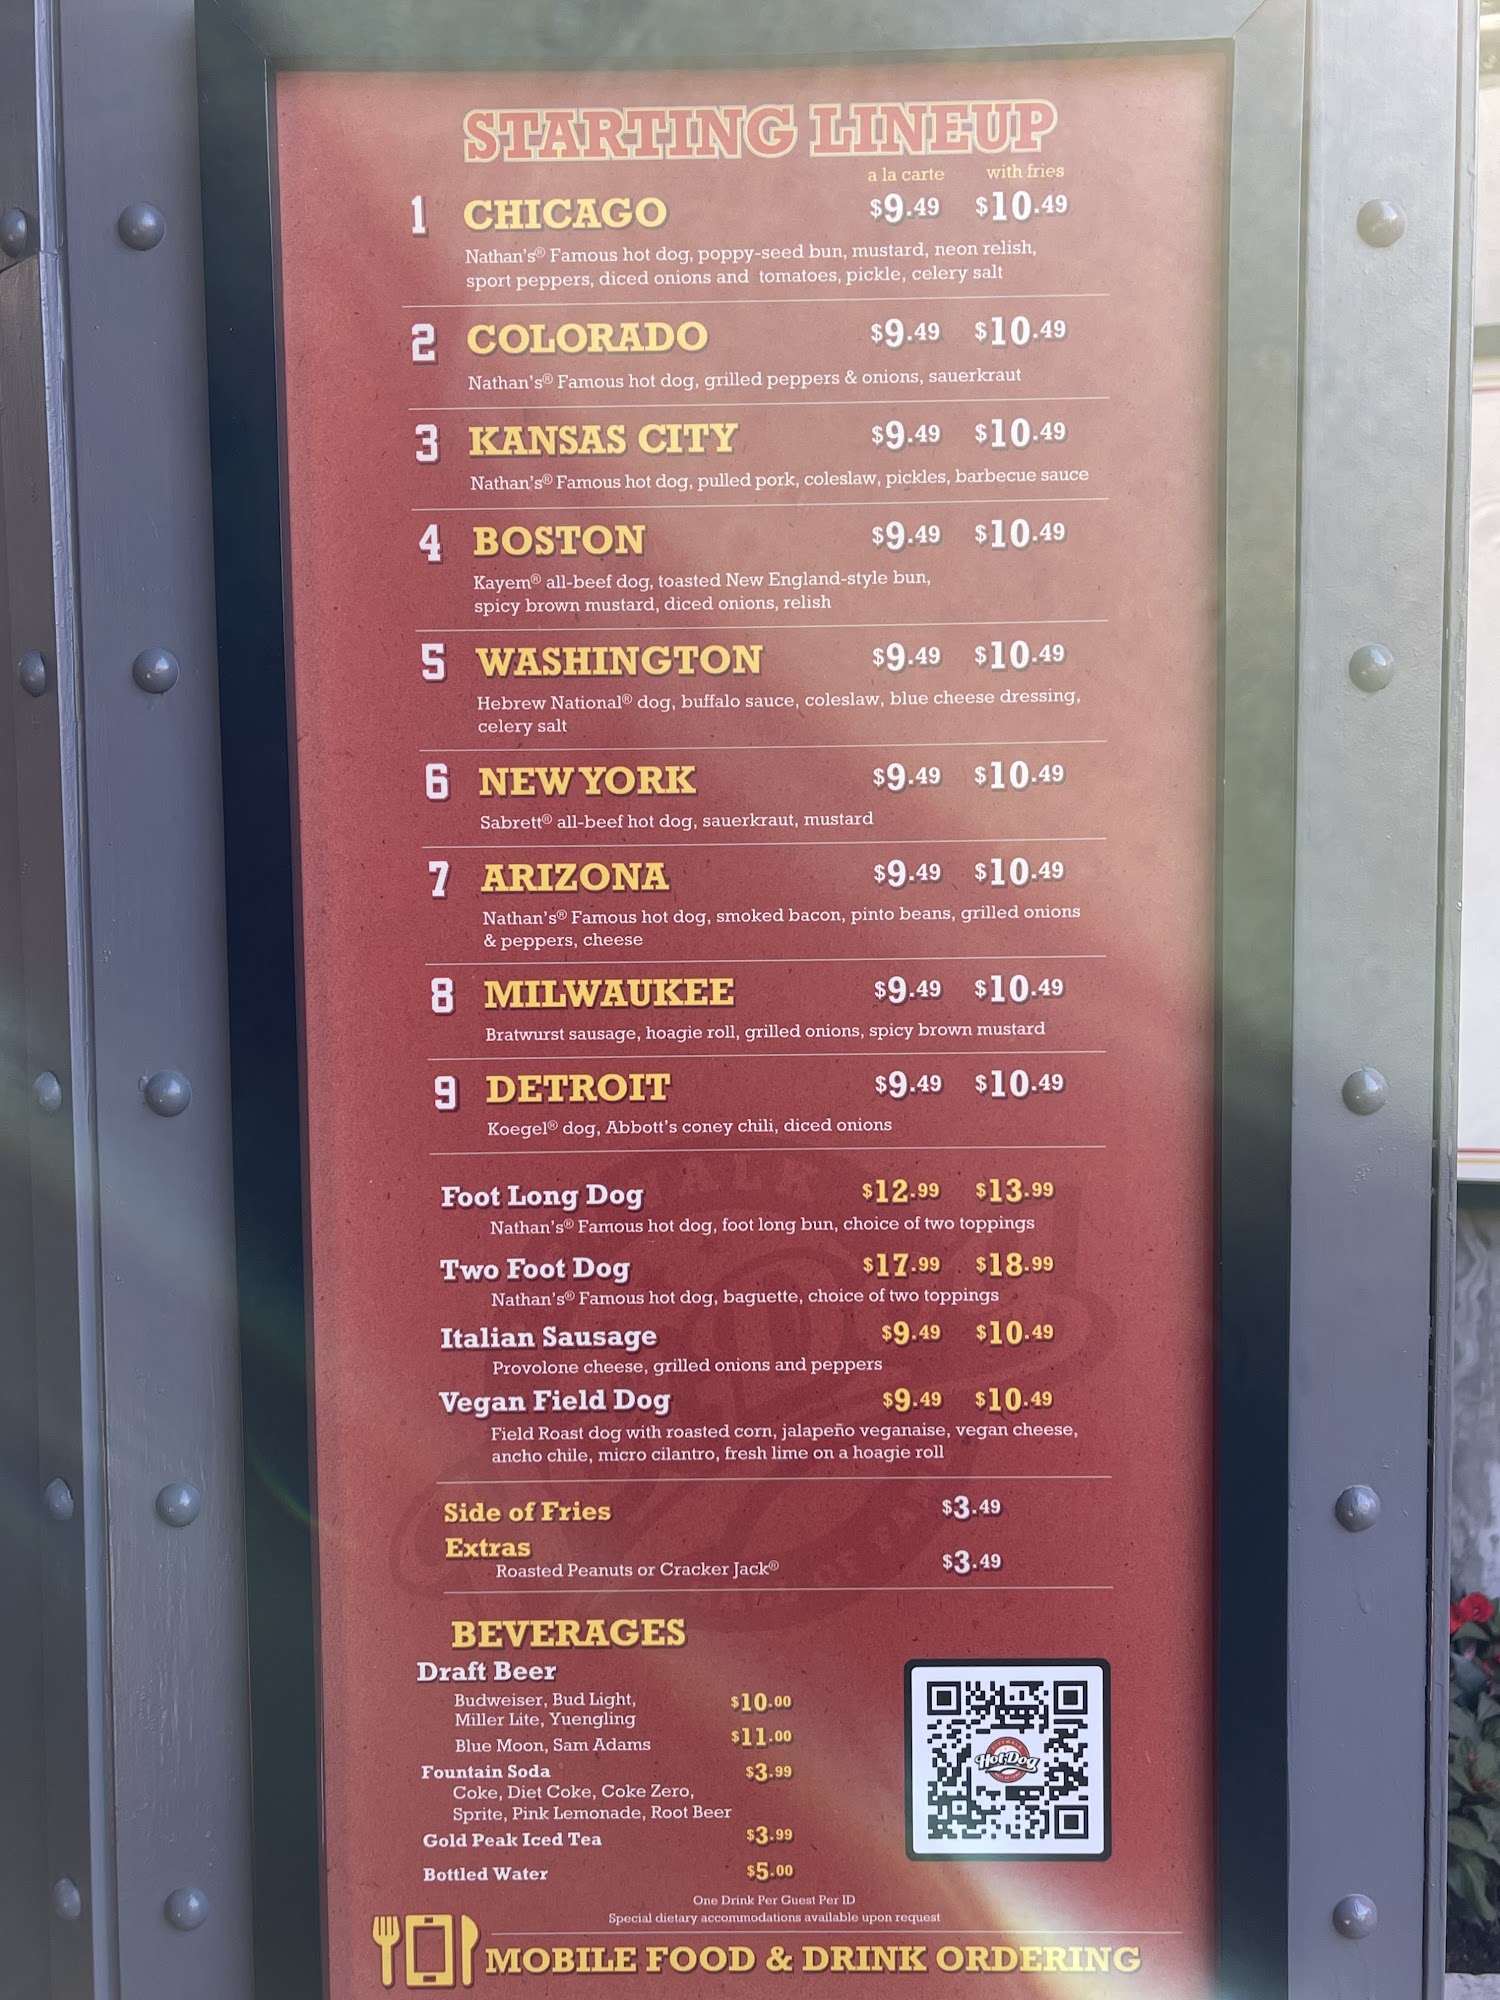 STARTING LINEUP
a la carte with fries
1 CHICAGO $9.49 $10.49
Nathan's® Famous hot dog, poppy-seed bun, mustard, neon relish,
sport peppers, diced onions and tomatoes, pickle, celery salt
2 COLORADO $9.49 $10.49
Nathan's® Famous hot dog, grilled peppers & onions, sauerkraut
3 KANSAS CITY $9.49 $10.49
Nathan's® Famous hot dog, pulled pork, coleslaw, pickles, barbecue sauce
4 BOSTON $9.49 $10.49
Kayem® all-beef dog, toasted New England-style bun,
spicy brown mustard, diced onions, relish
5 WASHINGTON $9.49 $10.49
Hebrew National® dog, buffalo sauce, coleslaw, blue cheese dressing,
celery salt
6 NEW YORK $9.49 $10.49
Sabrett® all-beef hot dog, sauerkraut, mustard
7 ARIZONA $9.49 $10.49
Nathan's® Famous hot dog, smoked bacon, pinto beans, grilled onions
& peppers, cheese
8 MILWAUKEE $9.49 $10.49
Bratwurst sausage, hoagie roll, grilled onions, spicy brown mustard
9 DETROIT $9.49 $10.49
Koegel® dog, Abbott's coney chili, diced onions
Foot Long Dog $12.99 $13.99
Nathan's® Famous hot dog, foot long bun, choice of two toppings
Two Foot Dog $17.99 $18.99
Nathan's® Famous hot dog, baguette, choice of two toppings
Italian Sausage $9.49 $10.49
Provolone cheese, grilled onions and peppers
Vegan Field Dog $9.49 $10.49
Field Roast dog with roasted corn, jalapeño veganaise, vegan cheese,
ancho chile, micro cilantro, fresh lime on a hoagie roll
Side of Fries $3.49
Extras
Roasted Peanuts or Cracker Jack® $3.49
BEVERAGES
Draft Beer
Budweiser, Bud Light, $10.00
Miller Lite, Yuengling
Blue Moon, Sam Adams $11.00
Fountain Soda $3.99
Coke, Diet Coke, Coke Zero,
Sprite, Pink Lemonade, Root Beer
Gold Peak Iced Tea $3.99
Bottled Water $5.00
Hot Dog
One Drink Per Guest Per ID
Special dietary accommodations available upon request
MOBILE FOOD & DRINK ORDERING